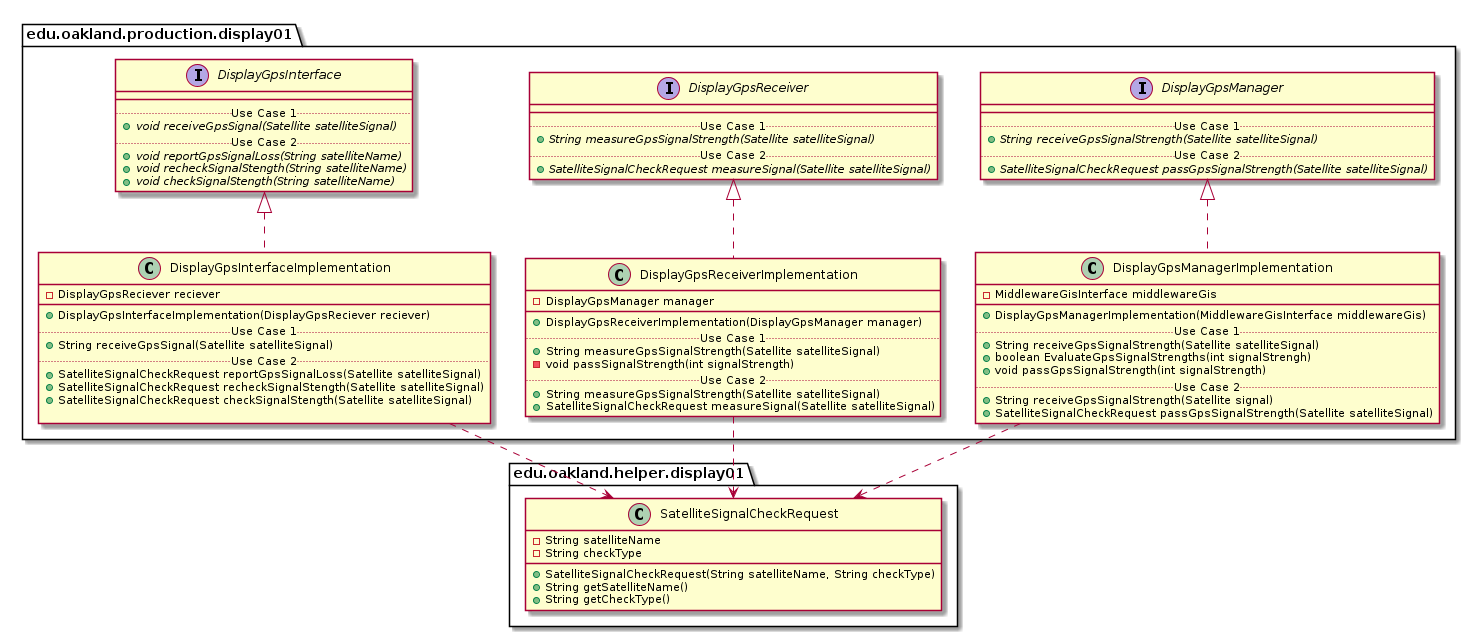 edu.oakland.production.display01
I DisplayGpsInterface
Use Case 1
void receiveGpsSignal(Satellite satelliteSignal)
Use Case 2
void reportGpsSignalLoss(String satelliteName)
void recheckSignalStength(String satelliteName)
void checkSignalStength(String satelliteName)
I DisplayGpsReceiver
Use Case 1
String measureGpsSignalStrength(Satellite satelliteSignal)
Use Case 2
SatelliteSignalCheckRequest measureSignal(Satellite satelliteSignal)
I DisplayGpsManager
Use Case 1
String receiveGpsSignalStrength(Satellite satelliteSignal)
Use Case 2
SatelliteSignalCheckRequest passGpsSignalStrength(Satellite satelliteSignal)
C DisplayGpsInterfaceImplementation
DisplayGpsReciever reciever
DisplayGpsInterfaceImplementation(DisplayGpsReciever reciever)
Use Case 1
String receiveGpsSignal(Satellite satelliteSignal)
Use Case 2
SatelliteSignalCheckRequest reportGpsSignalLoss(Satellite satelliteSignal)
SatelliteSignalCheckRequest recheckSignalStength(Satellite satelliteSignal)
SatelliteSignalCheckRequest checkSignalStength(Satellite satelliteSignal)
C DisplayGpsReceiverImplementation
DisplayGpsManager manager
DisplayGpsReceiverImplementation(DisplayGpsManager manager)
Use Case 1
String measureGpsSignalStrength(Satellite satelliteSignal)
void passSignalStrength(int signalStrength)
Use Case 2
String measureGpsSignalStrength(Satellite satelliteSignal)
SatelliteSignalCheckRequest measureSignal(Satellite satelliteSignal)
C DisplayGpsManagerImplementation
MiddlewareGisInterface middlewareGis
DisplayGpsManagerImplementation(MiddlewareGisInterface middlewareGis)
Use Case 1
String receiveGpsSignalStrength(Satellite satelliteSignal)
boolean EvaluateGpsSignalStrengths(int signalStrengh)
void passGpsSignalStrength(int signalStrength)
Use Case 2
String receiveGpsSignalStrength(Satellite signal)
SatelliteSignalCheckRequest passGpsSignalStrength(Satellite satelliteSignal)
edu.oakland.helper.display01
C SatelliteSignalCheckRequest
String satelliteName
String checkType
SatelliteSignalCheckRequest(String satelliteName, String checkType)
String getSatelliteName()
String getCheckType()